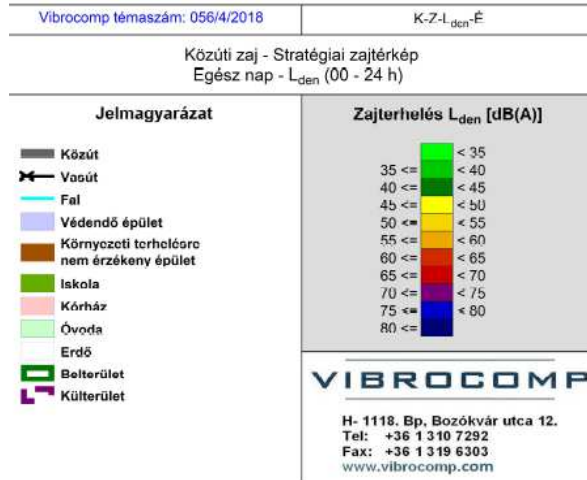 Vibrocomp témaszám: 056/4/2018
K-Z-Lden-É
Közúti zaj - Stratégiai zajtérkép
Egész nap - Lden (00 - 24 h)
Jelmagyarázat
Közút
Vasút
Fal
Védendő épület
Környezeti terhelésre
nem érzékeny épület
Iskola
Kórház
Óvoda
Erdő
Belterület
Külterület
Zajterhelés Lden [dB(A)]
< 35
35 <= < 40
40 <= < 45
45 <= < 50
50 <= < 55
55 <= < 60
60 <= < 65
65 <= < 70
70 <= < 75
75 <= < 80
80 <=
VIBROCOMP
H- 1118. Bp, Bozókvár utca 12.
Tel: +36 1 310 7292
Fax: +36 1 319 6303
www.vibrocomp.com